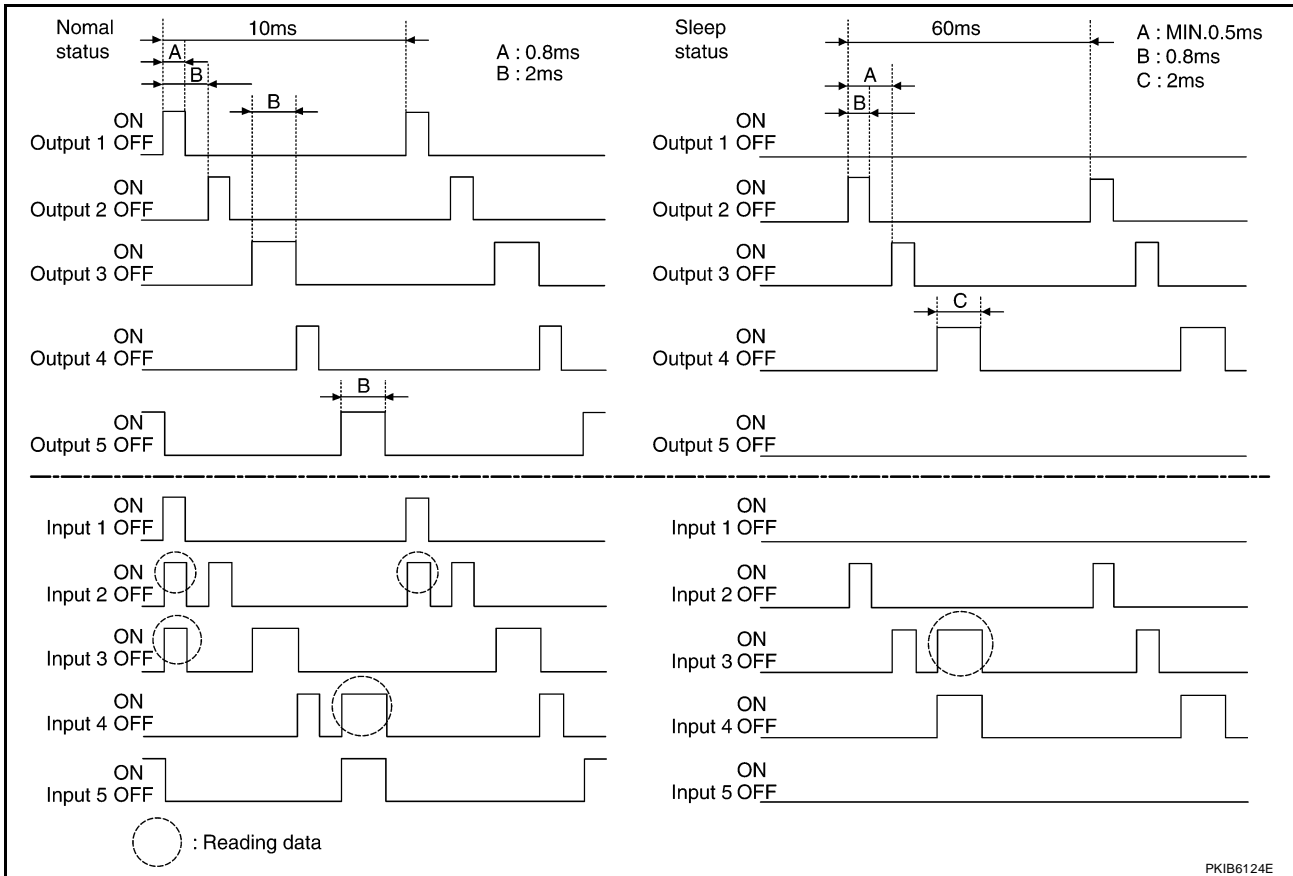 Nomal
status
10ms
A : 0.8ms
B : 2ms
A
B
B
ON
Output 1 OFF
ON
Output 2 OFF
ON
Output 3 OFF
ON
Output 4 OFF
B
ON
Output 5 OFF
Sleep
status
60ms
A : MIN.0.5ms
B : 0.8ms
C : 2ms
A
B
ON
Output 1 OFF
ON
Output 2 OFF
ON
Output 3 OFF
C
ON
Output 4 OFF
ON
Output 5 OFF
ON
Input 1 OFF
ON
Input 2 OFF
ON
Input 3 OFF
ON
Input 4 OFF
ON
Input 5 OFF
: Reading data
ON
Input 1 OFF
ON
Input 2 OFF
ON
Input 3 OFF
ON
Input 4 OFF
ON
Input 5 OFF
PKIB6124E